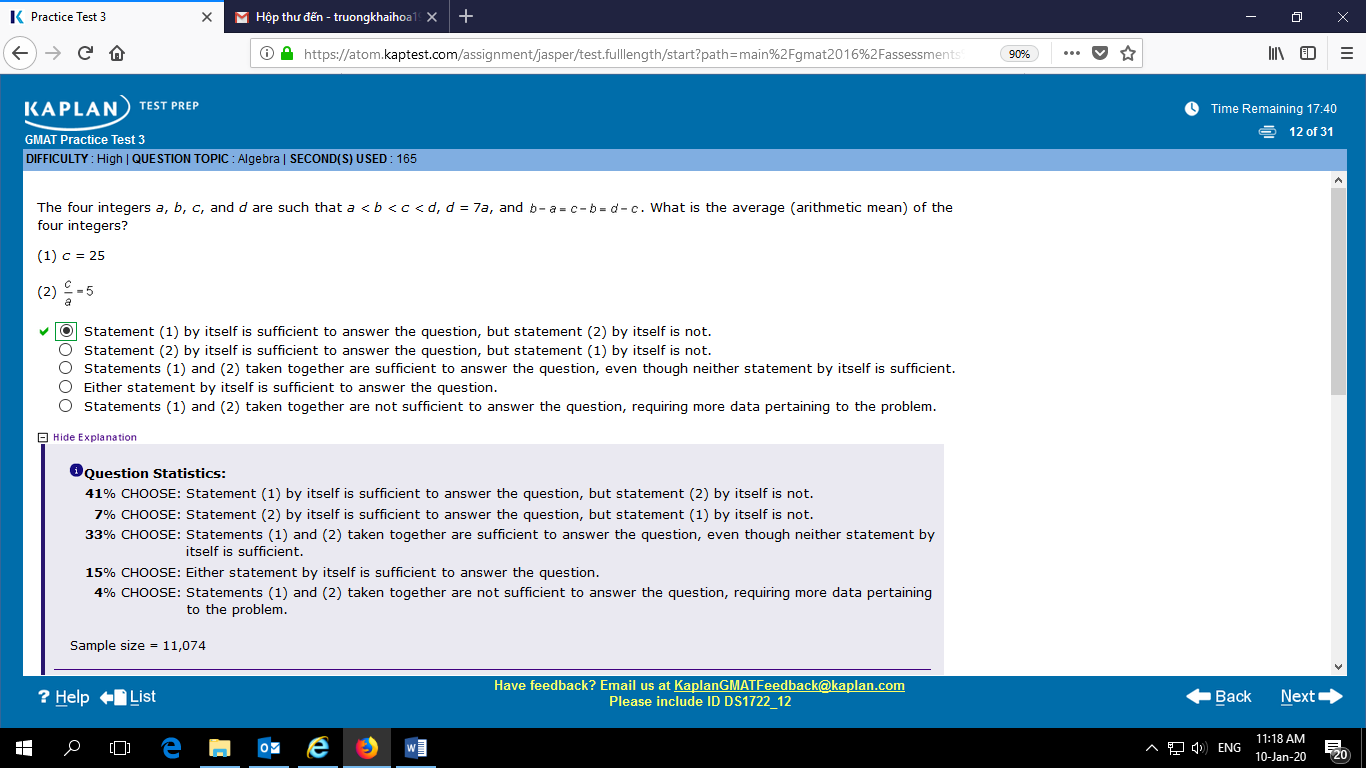 Practice Test 3
Hộp thư đến - truongkhaihoa1
https://atom.kaptest.com/assignment/jasper/test.fulllength/start?path=main%2Fgmat2016%2Fassessments
90%
KAPLAN TEST PREP
Time Remaining 17:40
GMAT Practice Test 3
12 of 31
DIFFICULTY : High | QUESTION TOPIC : Algebra | SECOND(S) USED : 165
The four integers a, b, c, and d are such that a < b < c < d, d = 7a, and b – a = c – b = d – c. What is the average (arithmetic mean) of the
four integers?
(1) c = 25
(2) c/a = 5
Statement (1) by itself is sufficient to answer the question, but statement (2) by itself is not.
Statement (2) by itself is sufficient to answer the question, but statement (1) by itself is not.
Statements (1) and (2) taken together are sufficient to answer the question, even though neither statement by itself is sufficient.
Either statement by itself is sufficient to answer the question.
Statements (1) and (2) taken together are not sufficient to answer the question, requiring more data pertaining to the problem.
Hide Explanation
Question Statistics:
41% CHOOSE: Statement (1) by itself is sufficient to answer the question, but statement (2) by itself is not.
7% CHOOSE: Statement (2) by itself is sufficient to answer the question, but statement (1) by itself is not.
33% CHOOSE: Statements (1) and (2) taken together are sufficient to answer the question, even though neither statement by
itself is sufficient.
15% CHOOSE: Either statement by itself is sufficient to answer the question.
4% CHOOSE: Statements (1) and (2) taken together are not sufficient to answer the question, requiring more data pertaining
to the problem.
Sample size = 11,074
? Help List
Have feedback? Email us at KaplanGMATFeedback@kaplan.com
Please include ID DS1722_12
Back Next
ENG
11:18 AM
10-Jan-20
20